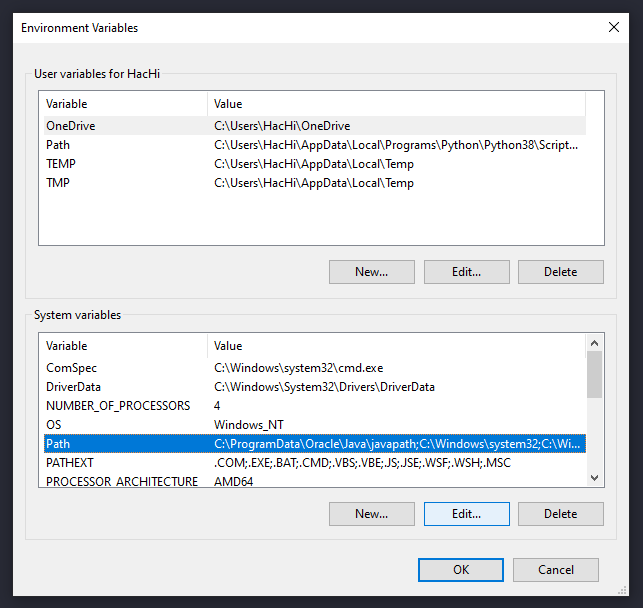 Environment Variables
User variables for HacHi
Variable Value
OneDrive C:\Users\HacHi\OneDrive
Path C:\Users\HacHi\AppData\Local\Programs\Python\Python38\Script...
TEMP C:\Users\HacHi\AppData\Local\Temp
TMP C:\Users\HacHi\AppData\Local\Temp
New... Edit... Delete
System variables
Variable Value
ComSpec C:\Windows\system32\cmd.exe
DriverData C:\Windows\System32\Drivers\DriverData
NUMBER_OF_PROCESSORS 4
OS Windows_NT
Path C:\ProgramData\Oracle\Java\javapath;C:\Windows\system32;C:\Wi...
PATHEXT .COM;.EXE;.BAT;.CMD;.VBS;.VBE;.JS;.JSE;.WSF;.WSH;.MSC
PROCESSOR_ARCHITECTURE AMD64
New... Edit... Delete
OK Cancel